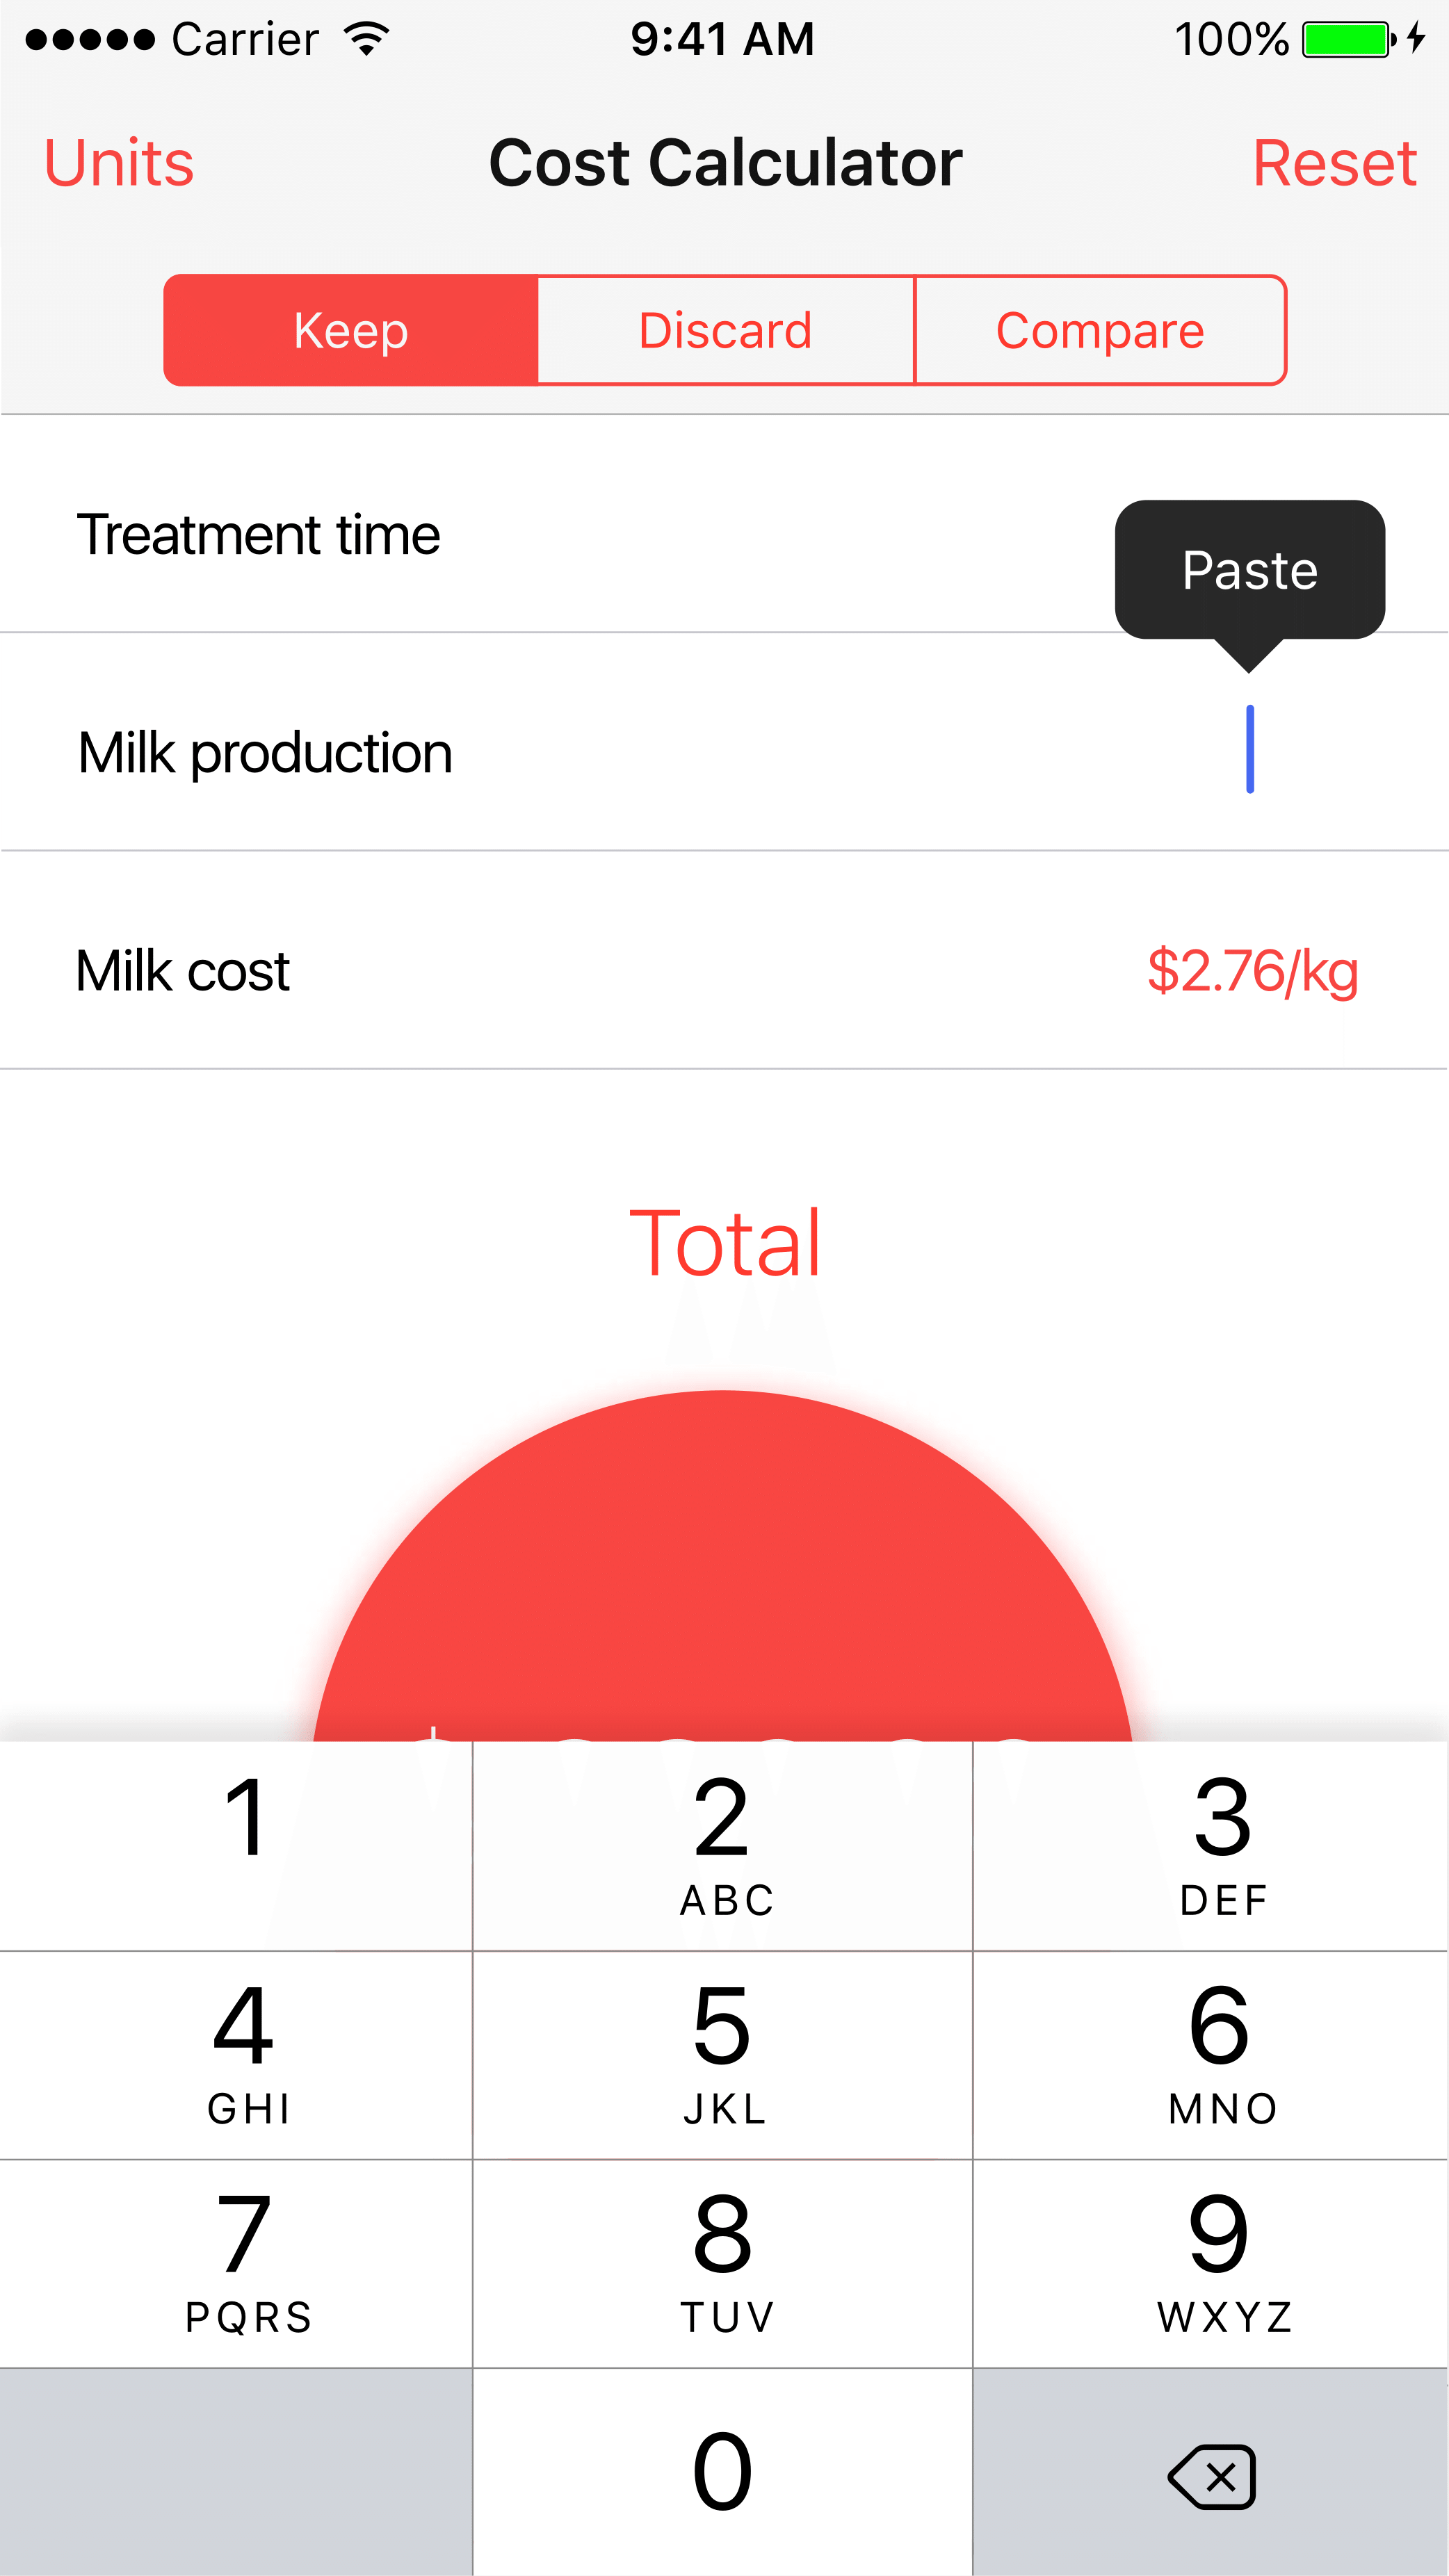 Carrier 9:41 AM 100%
Units Cost Calculator Reset
Keep Discard Compare
Treatment time
Paste
Milk production
Milk cost $2.76/kg
Total
1 2 3
ABC DEF
4 5 6
GHI JKL MNO
7 8 9
PQRS TUV WXYZ
0